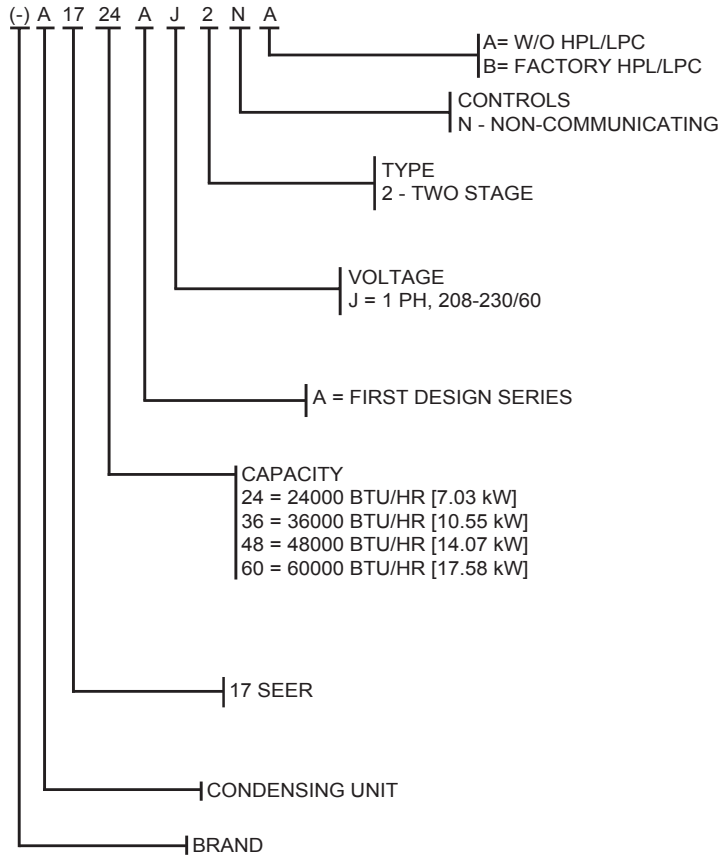 (-) A 17 24 A J 2 N A
A= W/O HPL/LPC
B= FACTORY HPL/LPC
CONTROLS
N - NON-COMMUNICATING
TYPE
2 - TWO STAGE
VOLTAGE
J = 1 PH, 208-230/60
A = FIRST DESIGN SERIES
CAPACITY
24 = 24000 BTU/HR [7.03 kW]
36 = 36000 BTU/HR [10.55 kW]
48 = 48000 BTU/HR [14.07 kW]
60 = 60000 BTU/HR [17.58 kW]
17 SEER
CONDENSING UNIT
BRAND